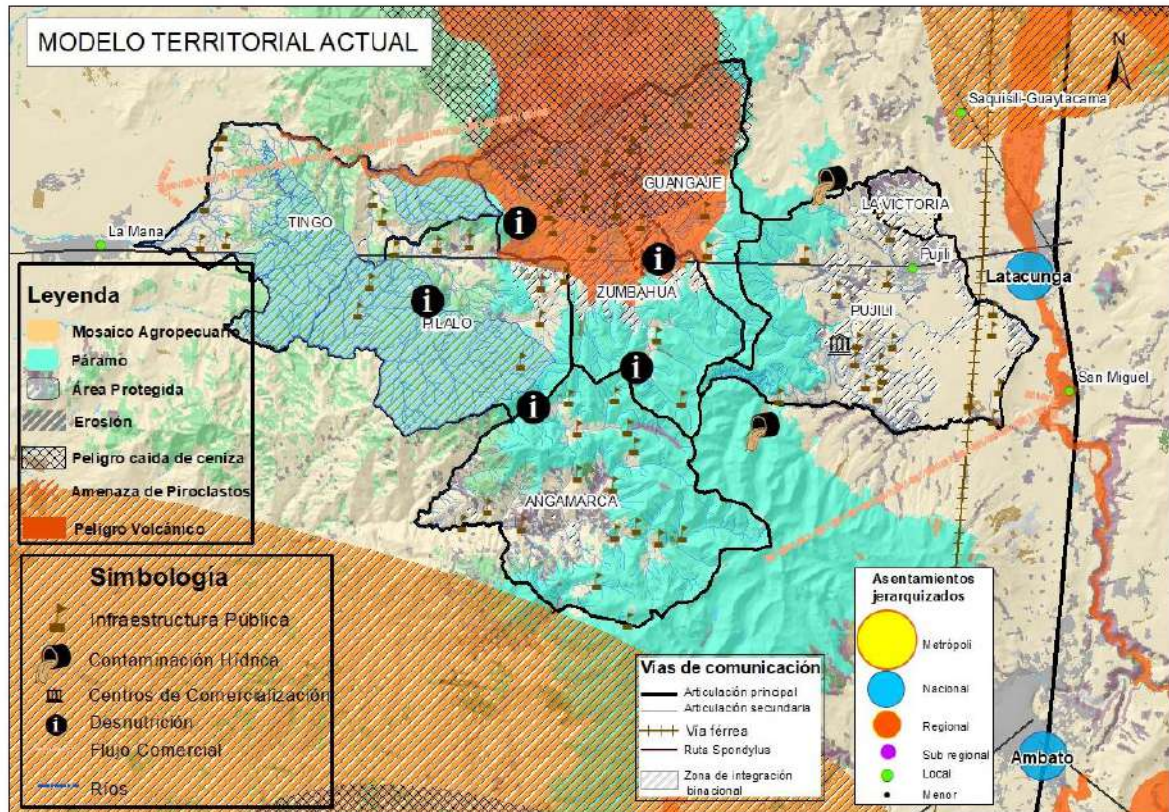 MODELO TERRITORIAL ACTUAL
N
Saquisilí-Guaytacama
GUANGAJE
LA VICTORIA
TINGO
La Mana
Pujilí
Latacunga
ZUMBAHUA
PILALO
PUJILI
San Miguel
ANGAMARCA
Ambato
Leyenda
Mosaico Agropecuario
Páramo
Área Protegida
Erosión
Peligro caida de ceniza
Amenaza de Piroclastos
Peligro Volcánico
Simbología
Infraestructura Pública
Contaminación Hídrica
Centros de Comercialización
Desnutrición
Flujo Comercial
Ríos
Vías de comunicación
Articulación principal
Articulación secundaria
Vía férrea
Ruta Spondylus
Zona de integración
binacional
Asentamientos
jerarquizados
Metrópoli
Nacional
Regional
Sub regional
Local
Menor